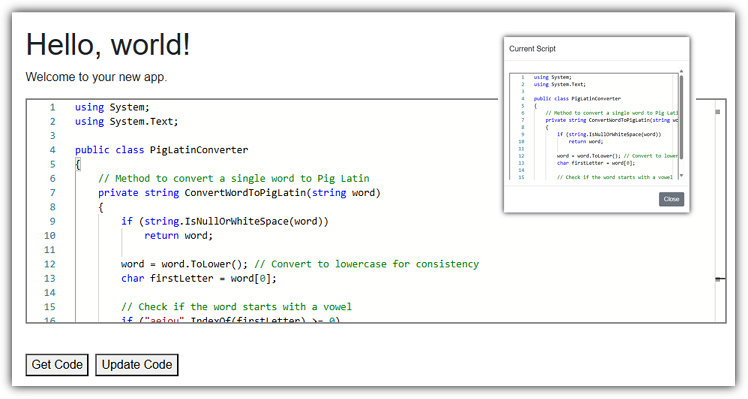 Hello, world!
Welcome to your new app.
1 using System;
2 using System.Text;
3
4 public class PigLatinConverter
5 {
6 // Method to convert a single word to Pig Latin
7 private string ConvertWordToPigLatin(string word)
8 {
9 if (string.IsNullOrWhiteSpace(word))
10 return word;
11
12 word = word.ToLower(); // Convert to lowercase for consistency
13 char firstLetter = word[0];
14
15 // Check if the word starts with a vowel
16 if ("aeiou".IndexOf(firstLetter) >= 0)
Get Code Update Code
Current Script
1 using System;
2 using System.Text;
3
4 public class PigLatinConverter
5 {
6 // Method to convert a single word to Pig Lati
7 private string ConvertWordToPigLatin(string wo
8 {
9 if (string.IsNullOrWhiteSpace(word))
10 return word;
11
12 word = word.ToLower(); // Convert to lower
13 char firstLetter = word[0];
14
15 // Check if the word starts with a vowel
Close